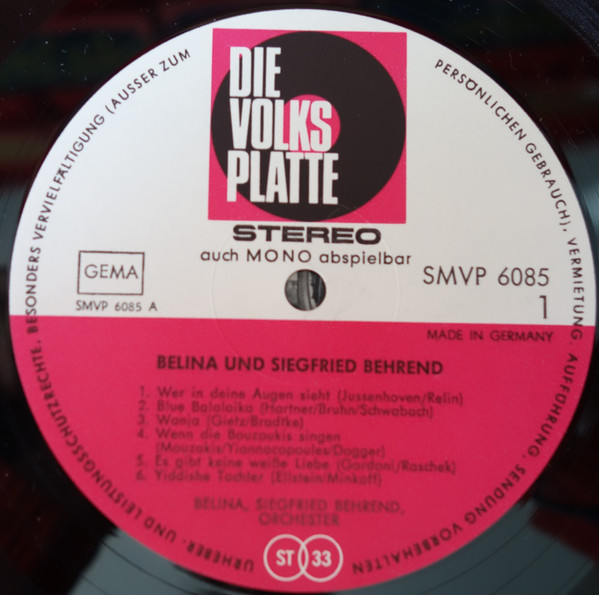 DIE
VOLKS
PLATTE
STEREO
auch MONO abspielbar
GEMA
SMVP 6085 A
SMVP 6085
1
MADE IN GERMANY
BELINA UND SIEGFRIED BEHREND
1. Wer in deine Augen sieht (Jussenhoven/Relin)
2. Blue Balalaika (Hartner/Bruhn/Schwabach)
3. Wanja (Gietz/Bradtke)
4. Wenn die Bouzoukis singen
(Mouzakis/Yiannocopoulos/Dogger)
5. Es gibt keine weiße Liebe (Gordoni/Raschek)
6. Yiddishe Tochter (Ellstein/Minkoff)
BELINA, SIEGFRIED BEHREND,
ORCHESTER
ST 33
URHEBER- UND LEISTUNGSSCHUTZRECHTE, BESONDERS VERVIELFÄLTIGUNG (AUSSER ZUM PERSÖNLICHEN GEBRAUCH), VERMIETUNG AUFFÜHRUNG, SENDUNG VORBEHALTEN